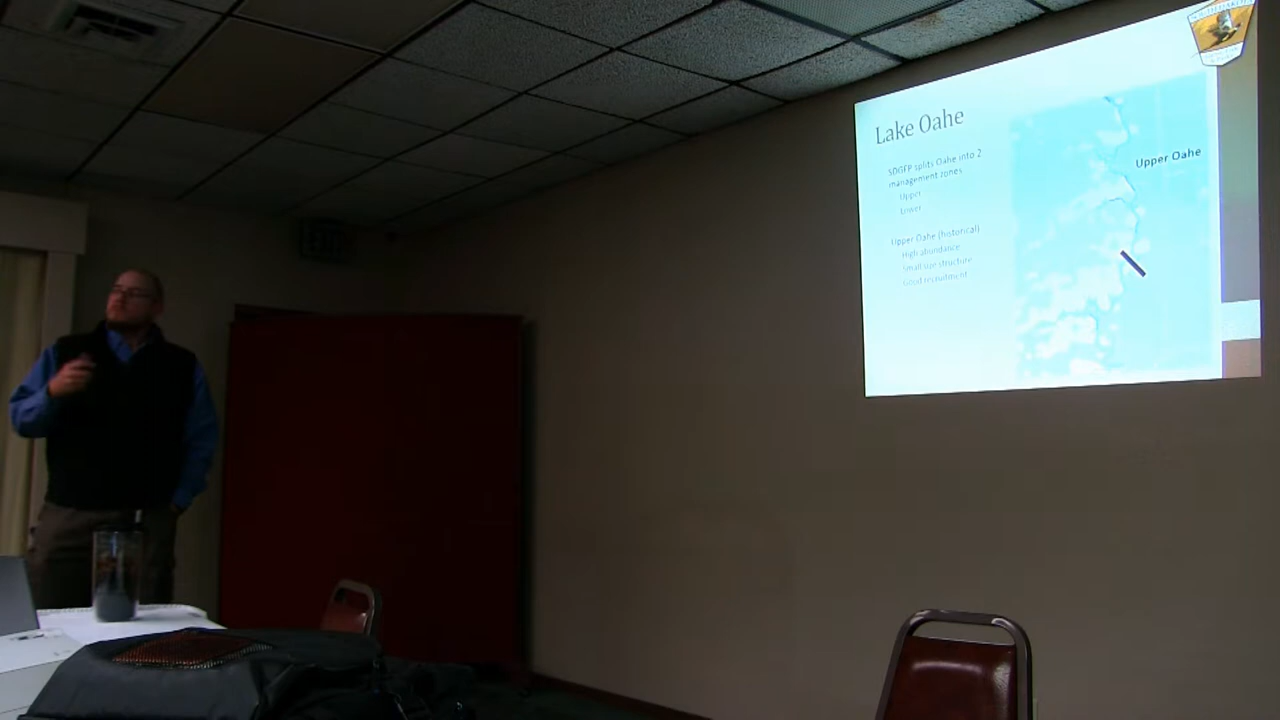 Lake Oahe
SDGFP splits Oahe into 2
management zones
Upper
Lower
Upper Oahe (historical)
High abundance
Small size structure
Good recruitment
Upper Oahe